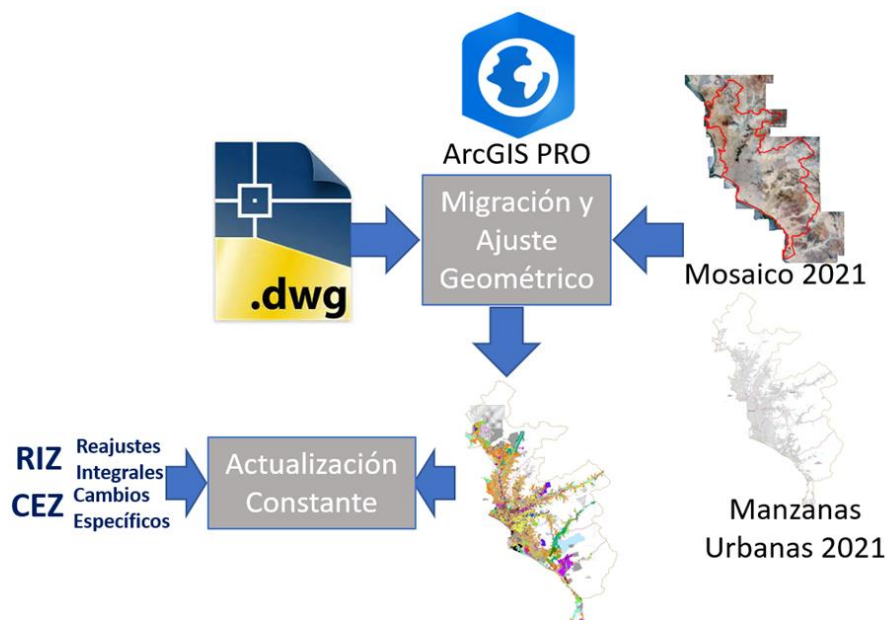 ArcGIS PRO
Migración y
Ajuste
Geométrico
.dwg
Mosaico 2021
RIZ
Reajustes
Integrales
CEZ
Cambios
Específicos
Actualización
Constante
Manzanas
Urbanas 2021